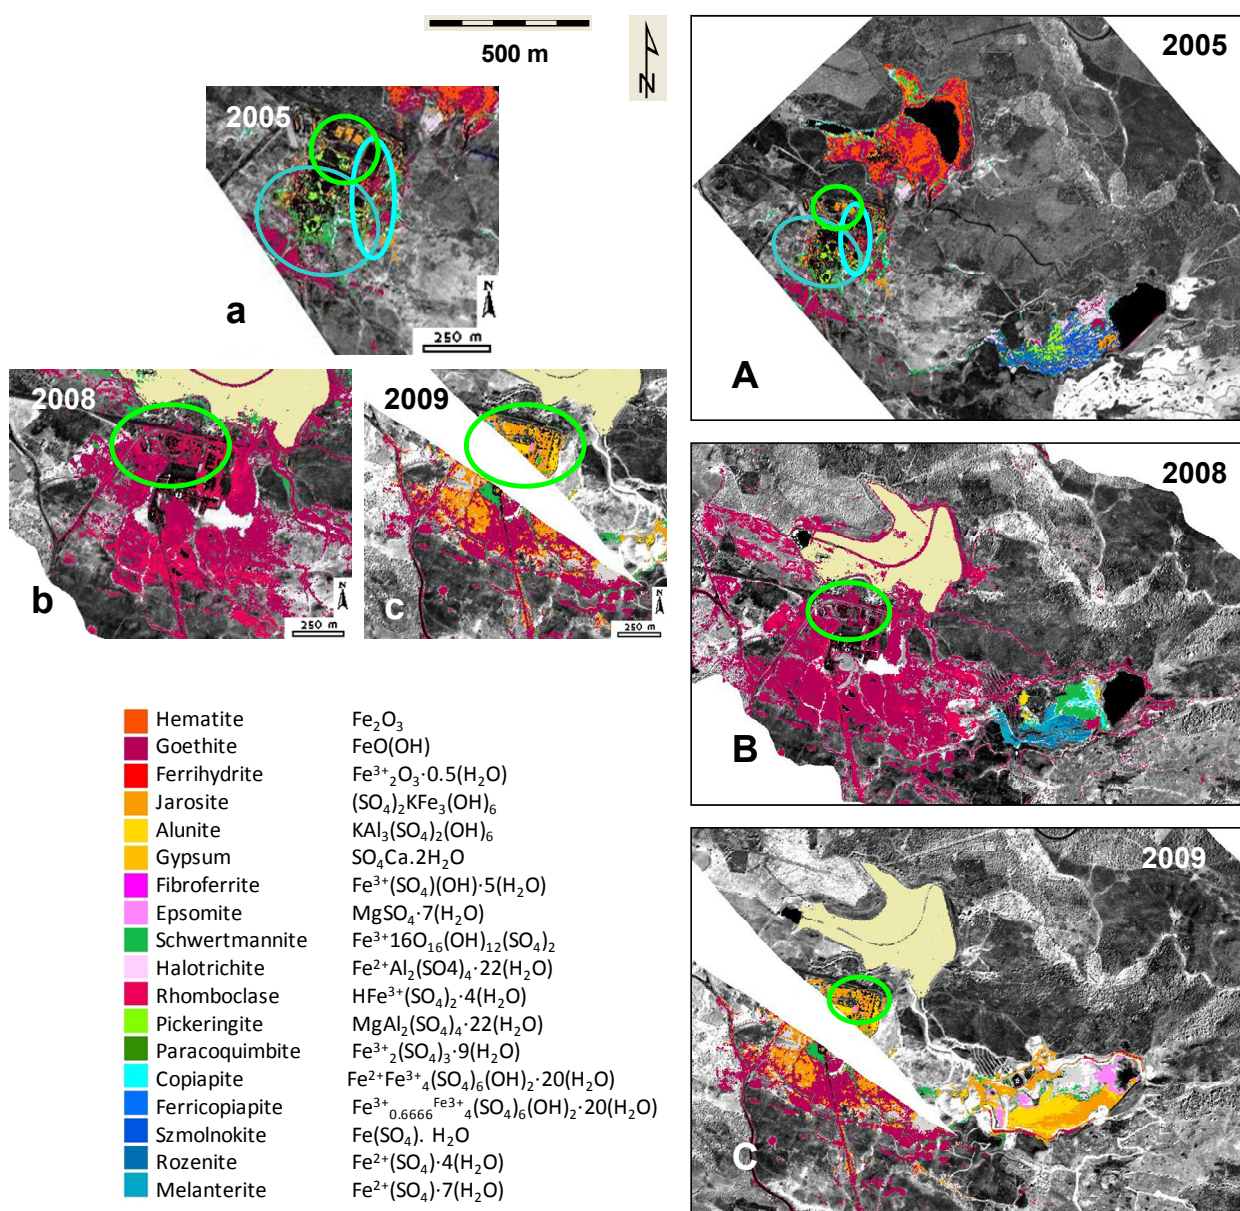 500 m
N
2005
a
N
250 m
2008
b
N
250 m
2009
c
N
250 m
2005
A
2008
B
2009
C
Hematite Fe₂O₃
Goethite FeO(OH)
Ferrihydrite Fe³⁺₂O₃·0.5(H₂O)
Jarosite (SO₄)₂KFe₃(OH)₆
Alunite KAl₃(SO₄)₂(OH)₆
Gypsum SO₄Ca.2H₂O
Fibroferrite Fe³⁺(SO₄)(OH)·5(H₂O)
Epsomite MgSO₄·7(H₂O)
Schwertmannite Fe³⁺16O₁₆(OH)₁₂(SO₄)₂
Halotrichite Fe²⁺Al₂(SO4)₄·22(H₂O)
Rhomboclase HFe³⁺(SO₄)₂·4(H₂O)
Pickeringite MgAl₂(SO₄)₄·22(H₂O)
Paracoquimbite Fe³⁺₂(SO₄)₃·9(H₂O)
Copiapite Fe²⁺Fe³⁺₄(SO₄)₆(OH)₂·20(H₂O)
Ferricopiapite Fe³⁺₀.₆₆₆₆Fe³⁺₄(SO₄)₆(OH)₂·20(H₂O)
Szmolnokite Fe(SO₄). H₂O
Rozenite Fe²⁺(SO₄)·4(H₂O)
Melanterite Fe²⁺(SO₄)·7(H₂O)